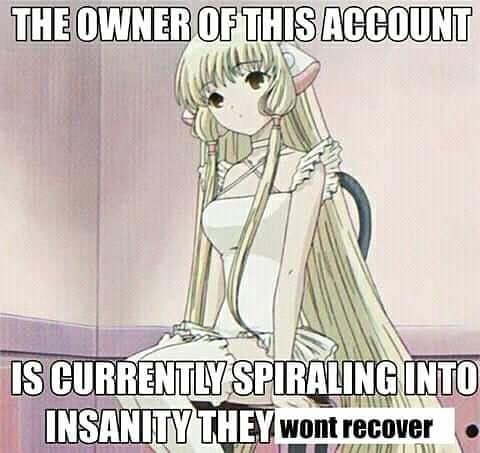 THE OWNER OF THIS ACCOUNT
IS CURRENTLY SPIRALING INTO
INSANITY THEY wont recover .